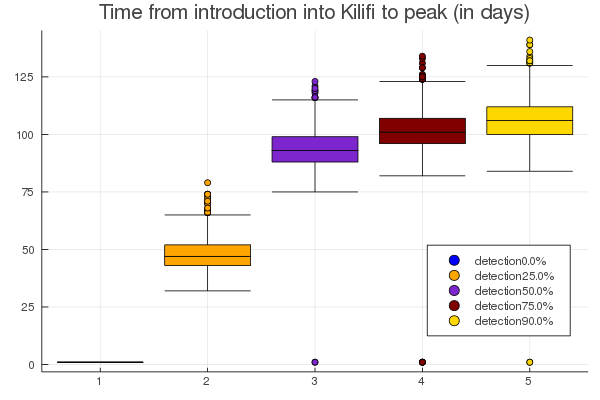 Time from introduction into Kilifi to peak (in days)
125
100
75
50
25
0
detection0.0%
detection25.0%
detection50.0%
detection75.0%
detection90.0%
1 2 3 4 5